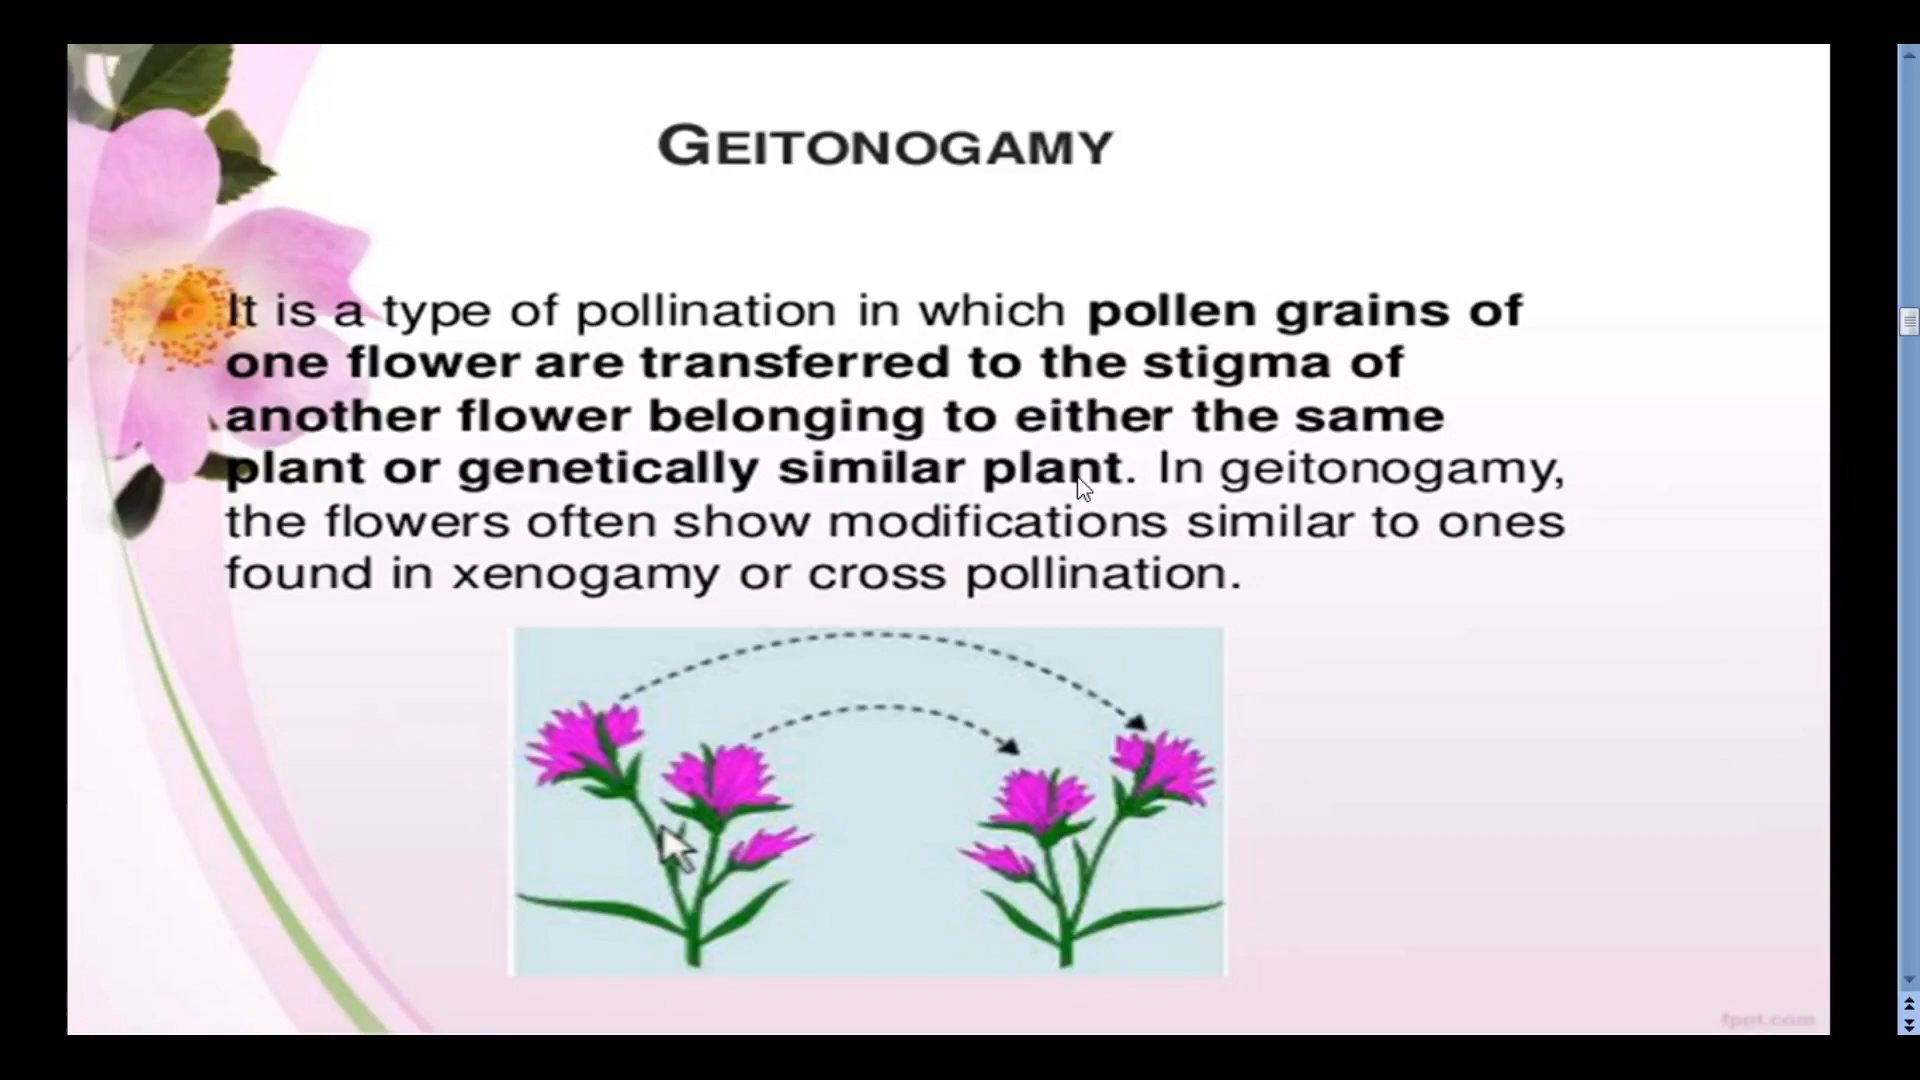 GEITONOGAMY
It is a type of pollination in which pollen grains of
one flower are transferred to the stigma of
another flower belonging to either the same
plant or genetically similar plant. In geitonogamy,
the flowers often show modifications similar to ones
found in xenogamy or cross pollination.
fppt.com